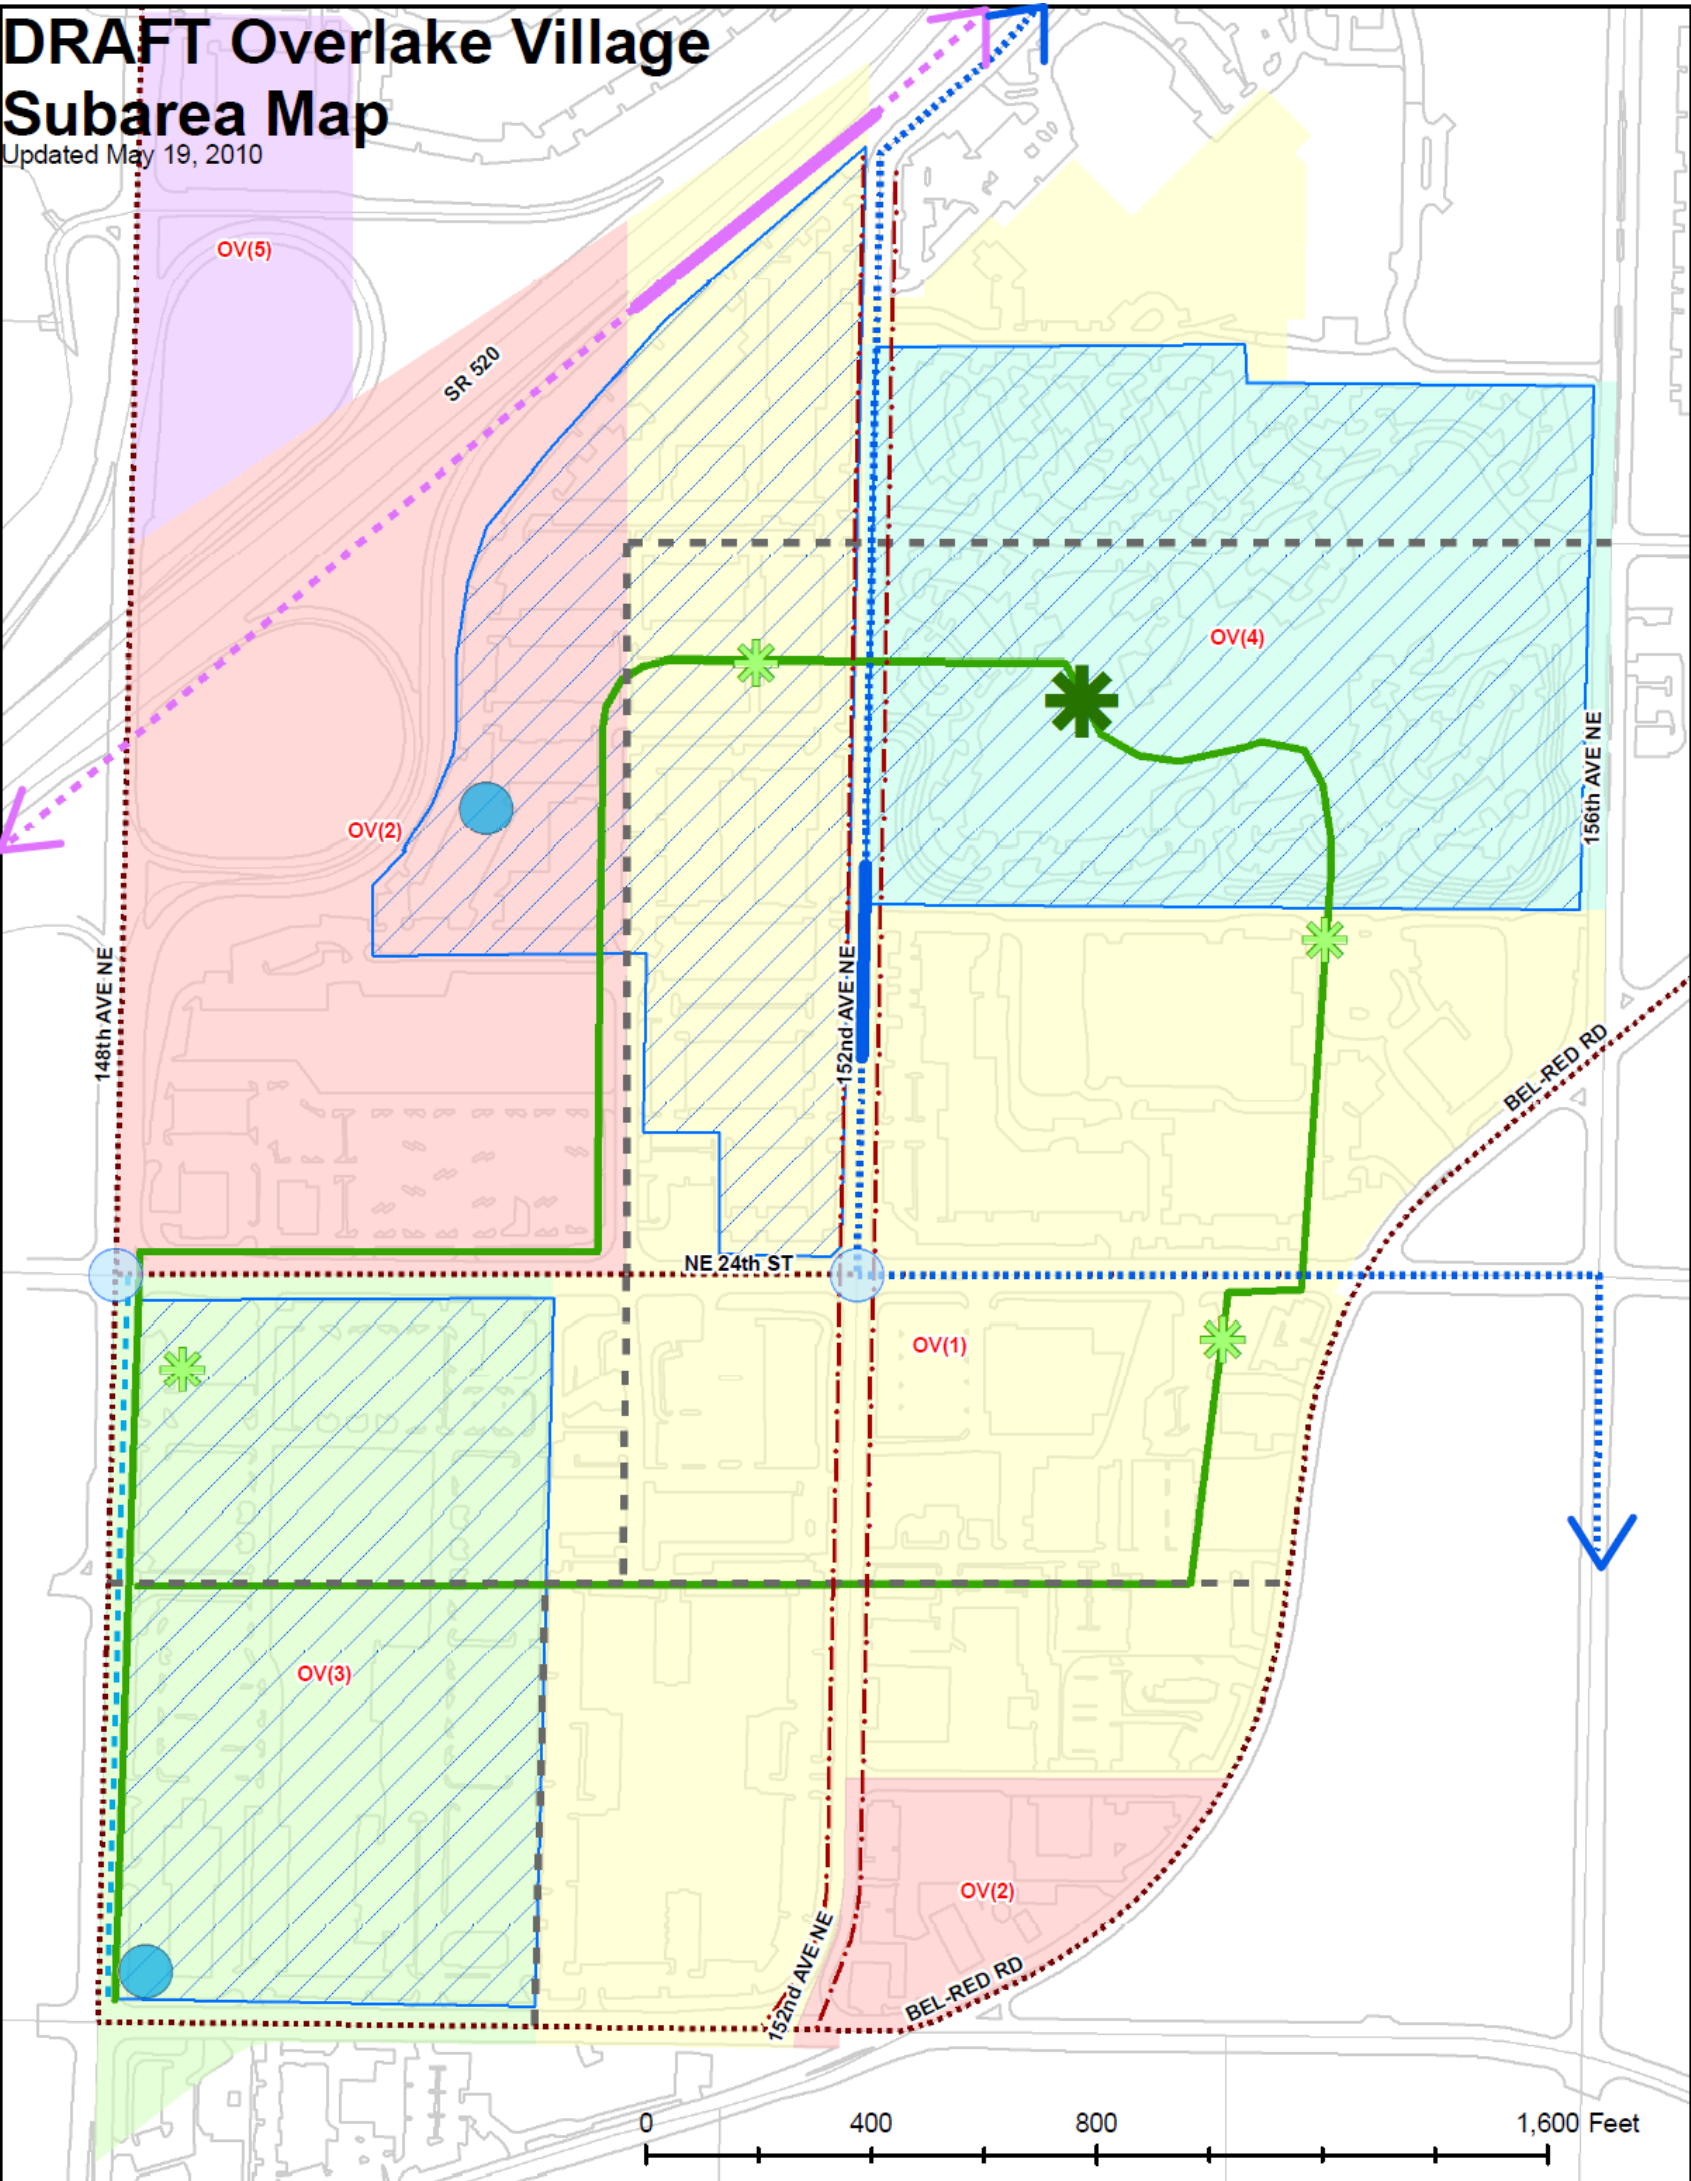 DRAFT Overlake Village
Subarea Map
Updated May 19, 2010
OV(5)
SR 520
OV(4)
156th AVE NE
OV(2)
148th AVE NE
152nd AVE NE
BEL-RED RD
NE 24th ST
OV(1)
OV(3)
OV(2)
152nd AVE NE
BEL-RED RD
0 400 800 1,600 Feet